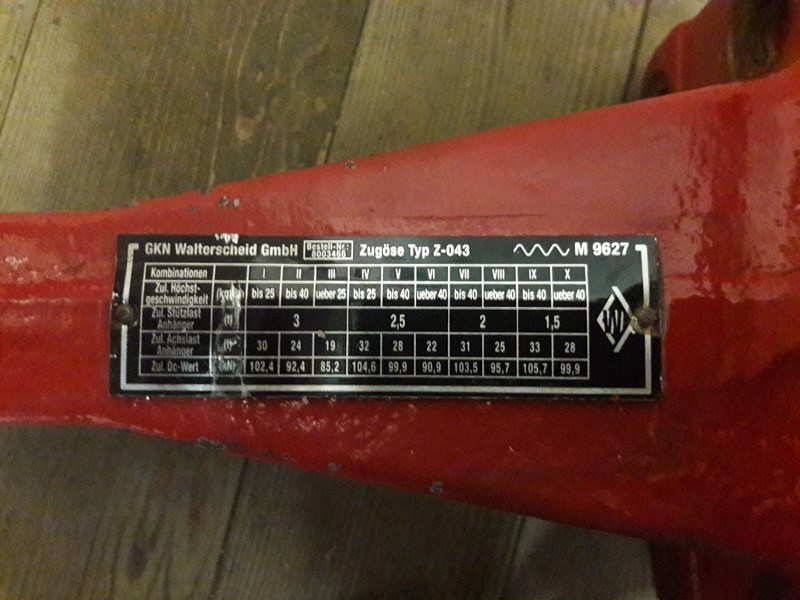 GKN Walterscheid GmbH Bestell-Nr.: 8003466 Zugöse Typ Z-043 M 9627
Kombinationen I II III IV V VI VII VIII IX X
Zul. Höchst-
geschwindigkeit bis 25 bis 40 ueber 25 bis 25 bis 40 ueber 40 bis 40 ueber 40 bis 40 ueber 40
Zul. Stützlast
Anhänger (t) 3 2,5 2 1,5
Zul. Achslast
Anhänger 30 24 19 32 28 22 31 25 33 28
Zul. Dc-Wert (kN) 102,4 92,4 85,2 104,6 99,9 90,9 103,5 95,7 105,7 99,9
W